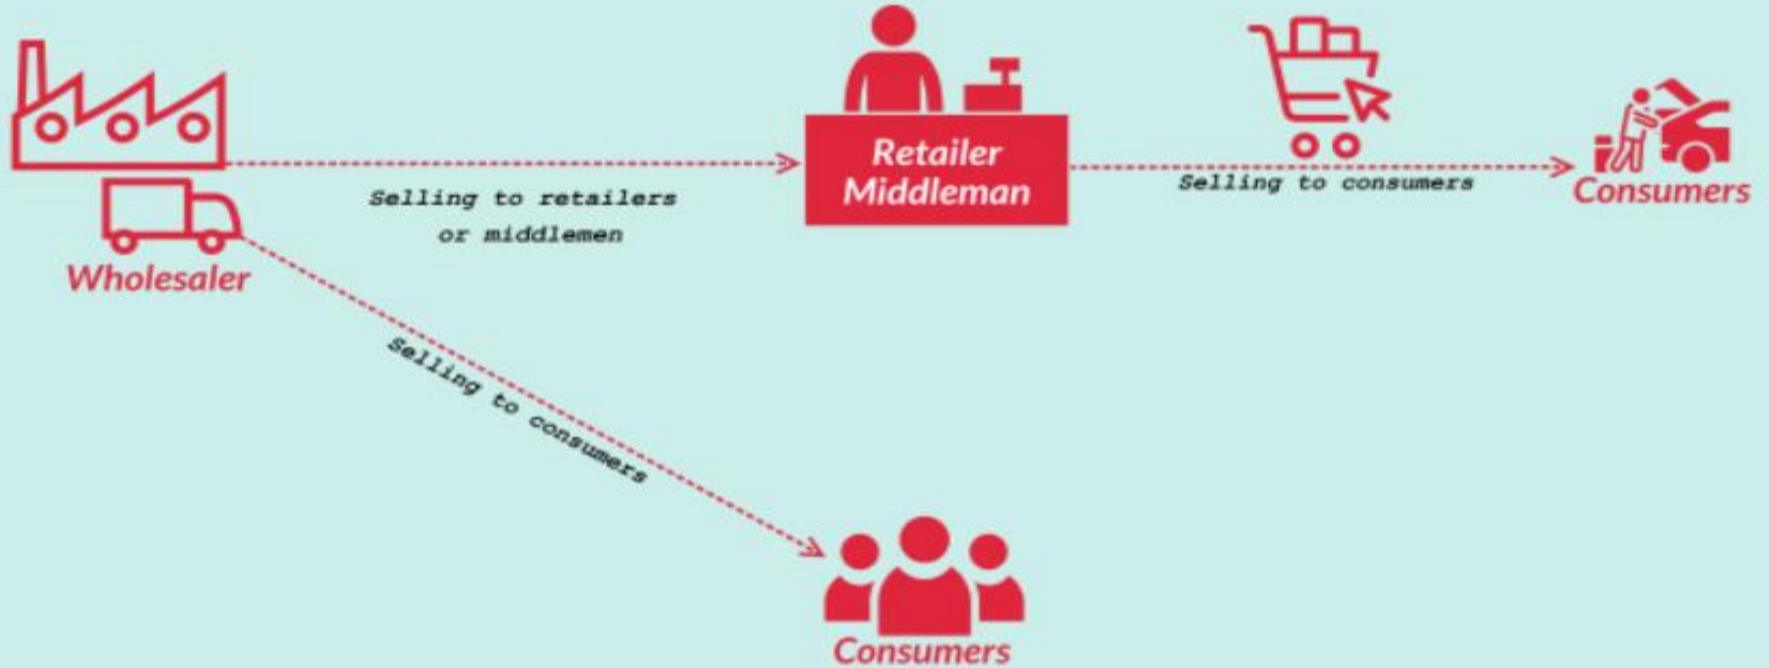 Retailer
Middleman
Selling to retailers
or middlemen
Selling to consumers
Consumers
Wholesaler
Selling to consumers
Consumers